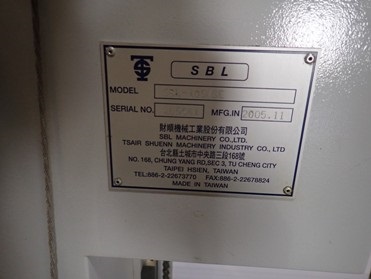 TS SBL
MODEL
SERIAL NO. MFG.IN 2005.11
財順機械工業股份有限公司
SBL MACHINERY CO.,LTD.
TSAIR SHUENN MACHINERY INDUSTRY CO., LTD
台北縣土城市中央路三段168號
NO. 168, CHUNG YANG RD,SEC 3, TU CHENG CITY
TAIPEI HSIEN, TAIWAN
TEL:886-2-22673770 FAX:886-2-22678624
MADE IN TAIWAN